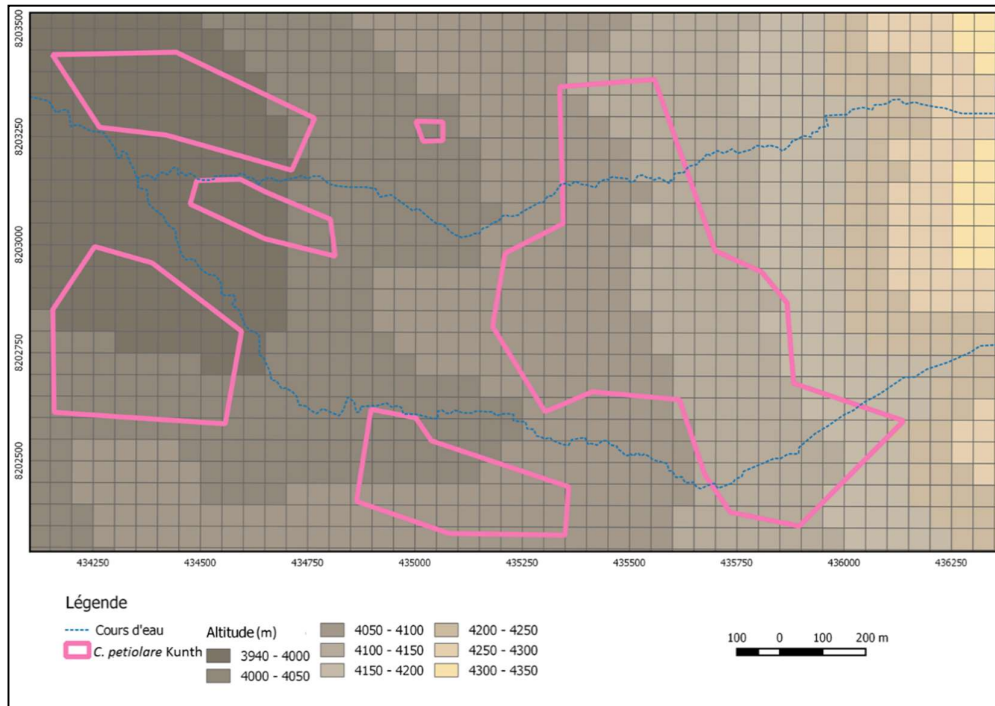 8203500
8203250
8203000
8202750
8202500
434250 434500 434750 435000 435250 435500 435750 436000 436250
Légende
Cours d'eau
C. petiolare Kunth
Altitude (m)
3940 - 4000
4000 - 4050
4050 - 4100
4100 - 4150
4150 - 4200
4200 - 4250
4250 - 4300
4300 - 4350
100 0 100 200 m